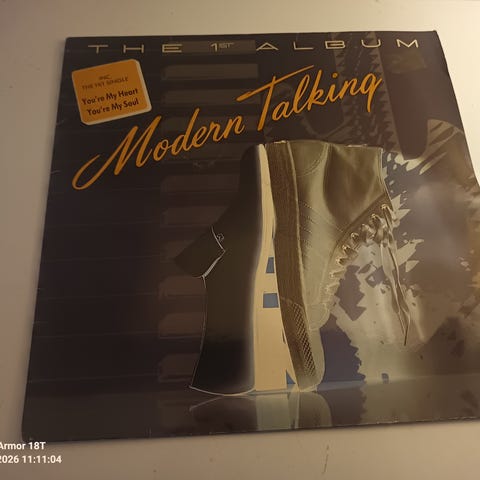 THE 1ST ALBUM
INC.
THE HIT SINGLE
You're My Heart
You're My Soul
Modern Talking
Armor 18T
2026 11:11:04